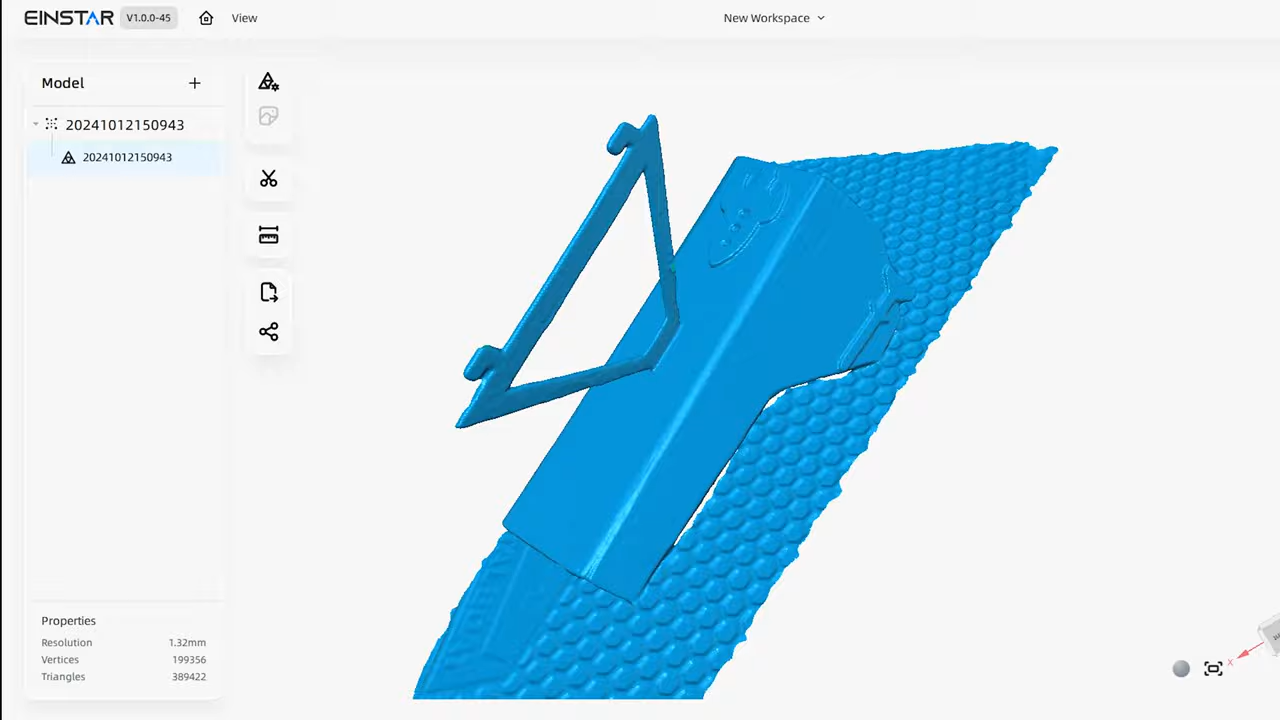 EINSTAR V1.0.0-45 View New Workspace
Model +
20241012150943
20241012150943
Properties
Resolution 1.32mm
Vertices 199356
Triangles 389422
X